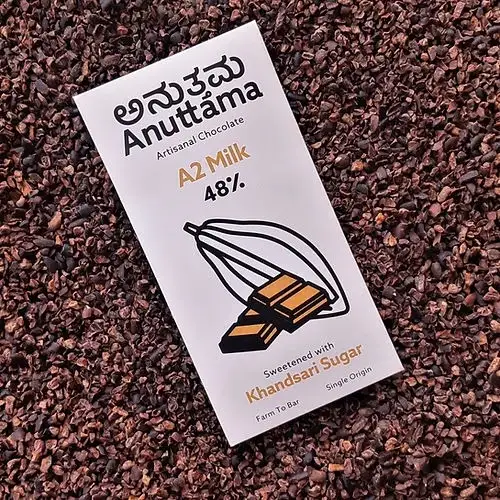 ಅನುತ್ತಮ
Anuttama
Artisanal Chocolate
A2 Milk
48%
Sweetened with
Khandsari Sugar
Farm To Bar
Single Origin